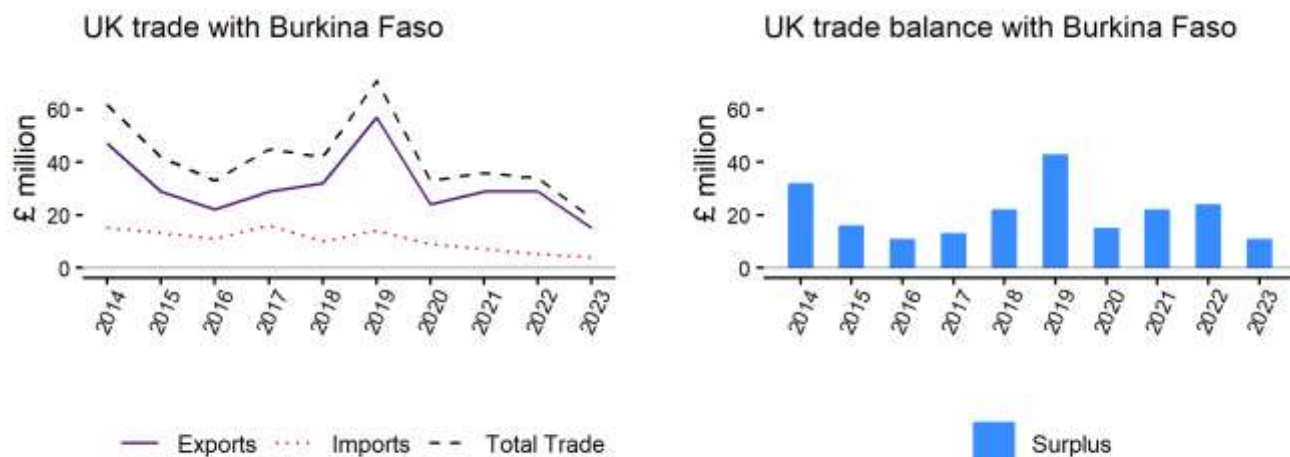 UK trade with Burkina Faso
£ million
60
40
20
0
2014 2015 2016 2017 2018 2019 2020 2021 2022 2023
Exports Imports Total Trade
UK trade balance with Burkina Faso
£ million
60
40
20
0
2014 2015 2016 2017 2018 2019 2020 2021 2022 2023
Surplus